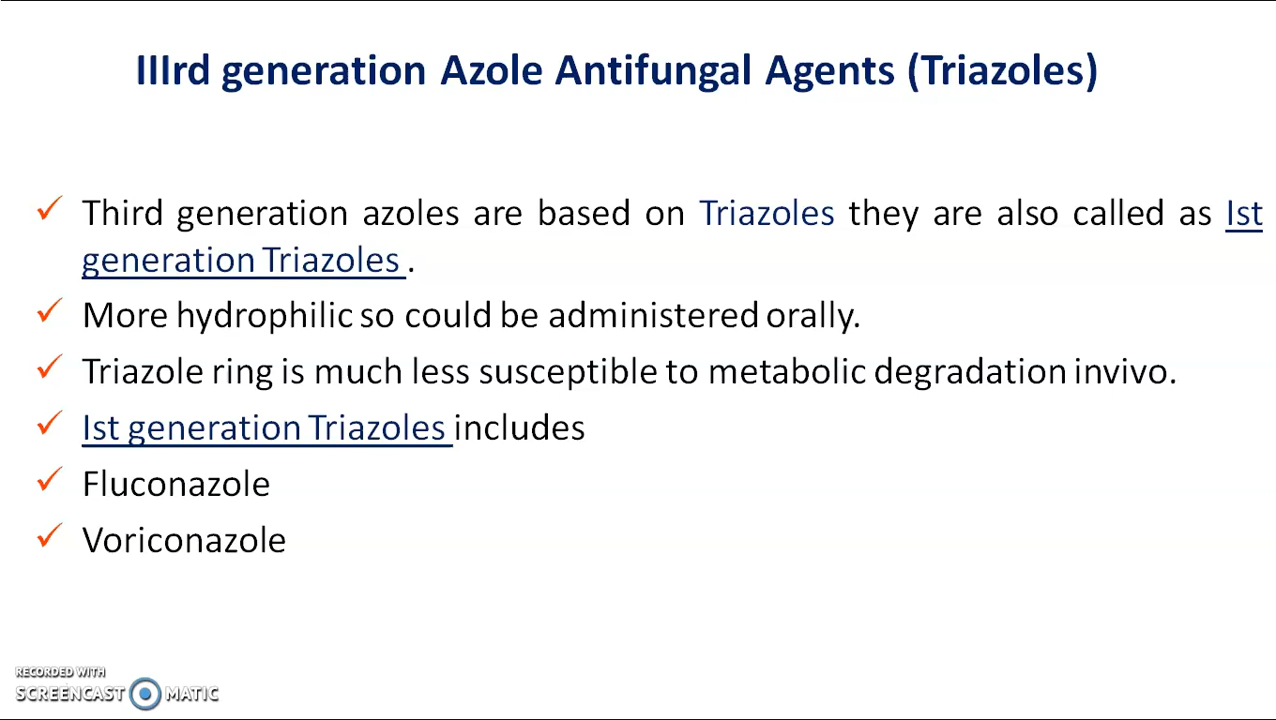 IIIrd generation Azole Antifungal Agents (Triazoles)
Third generation azoles are based on Triazoles they are also called as Ist
generation Triazoles .
More hydrophilic so could be administered orally.
Triazole ring is much less susceptible to metabolic degradation invivo.
Ist generation Triazoles includes
Fluconazole
Voriconazole
RECORDED WITH
SCREENCAST MATIC